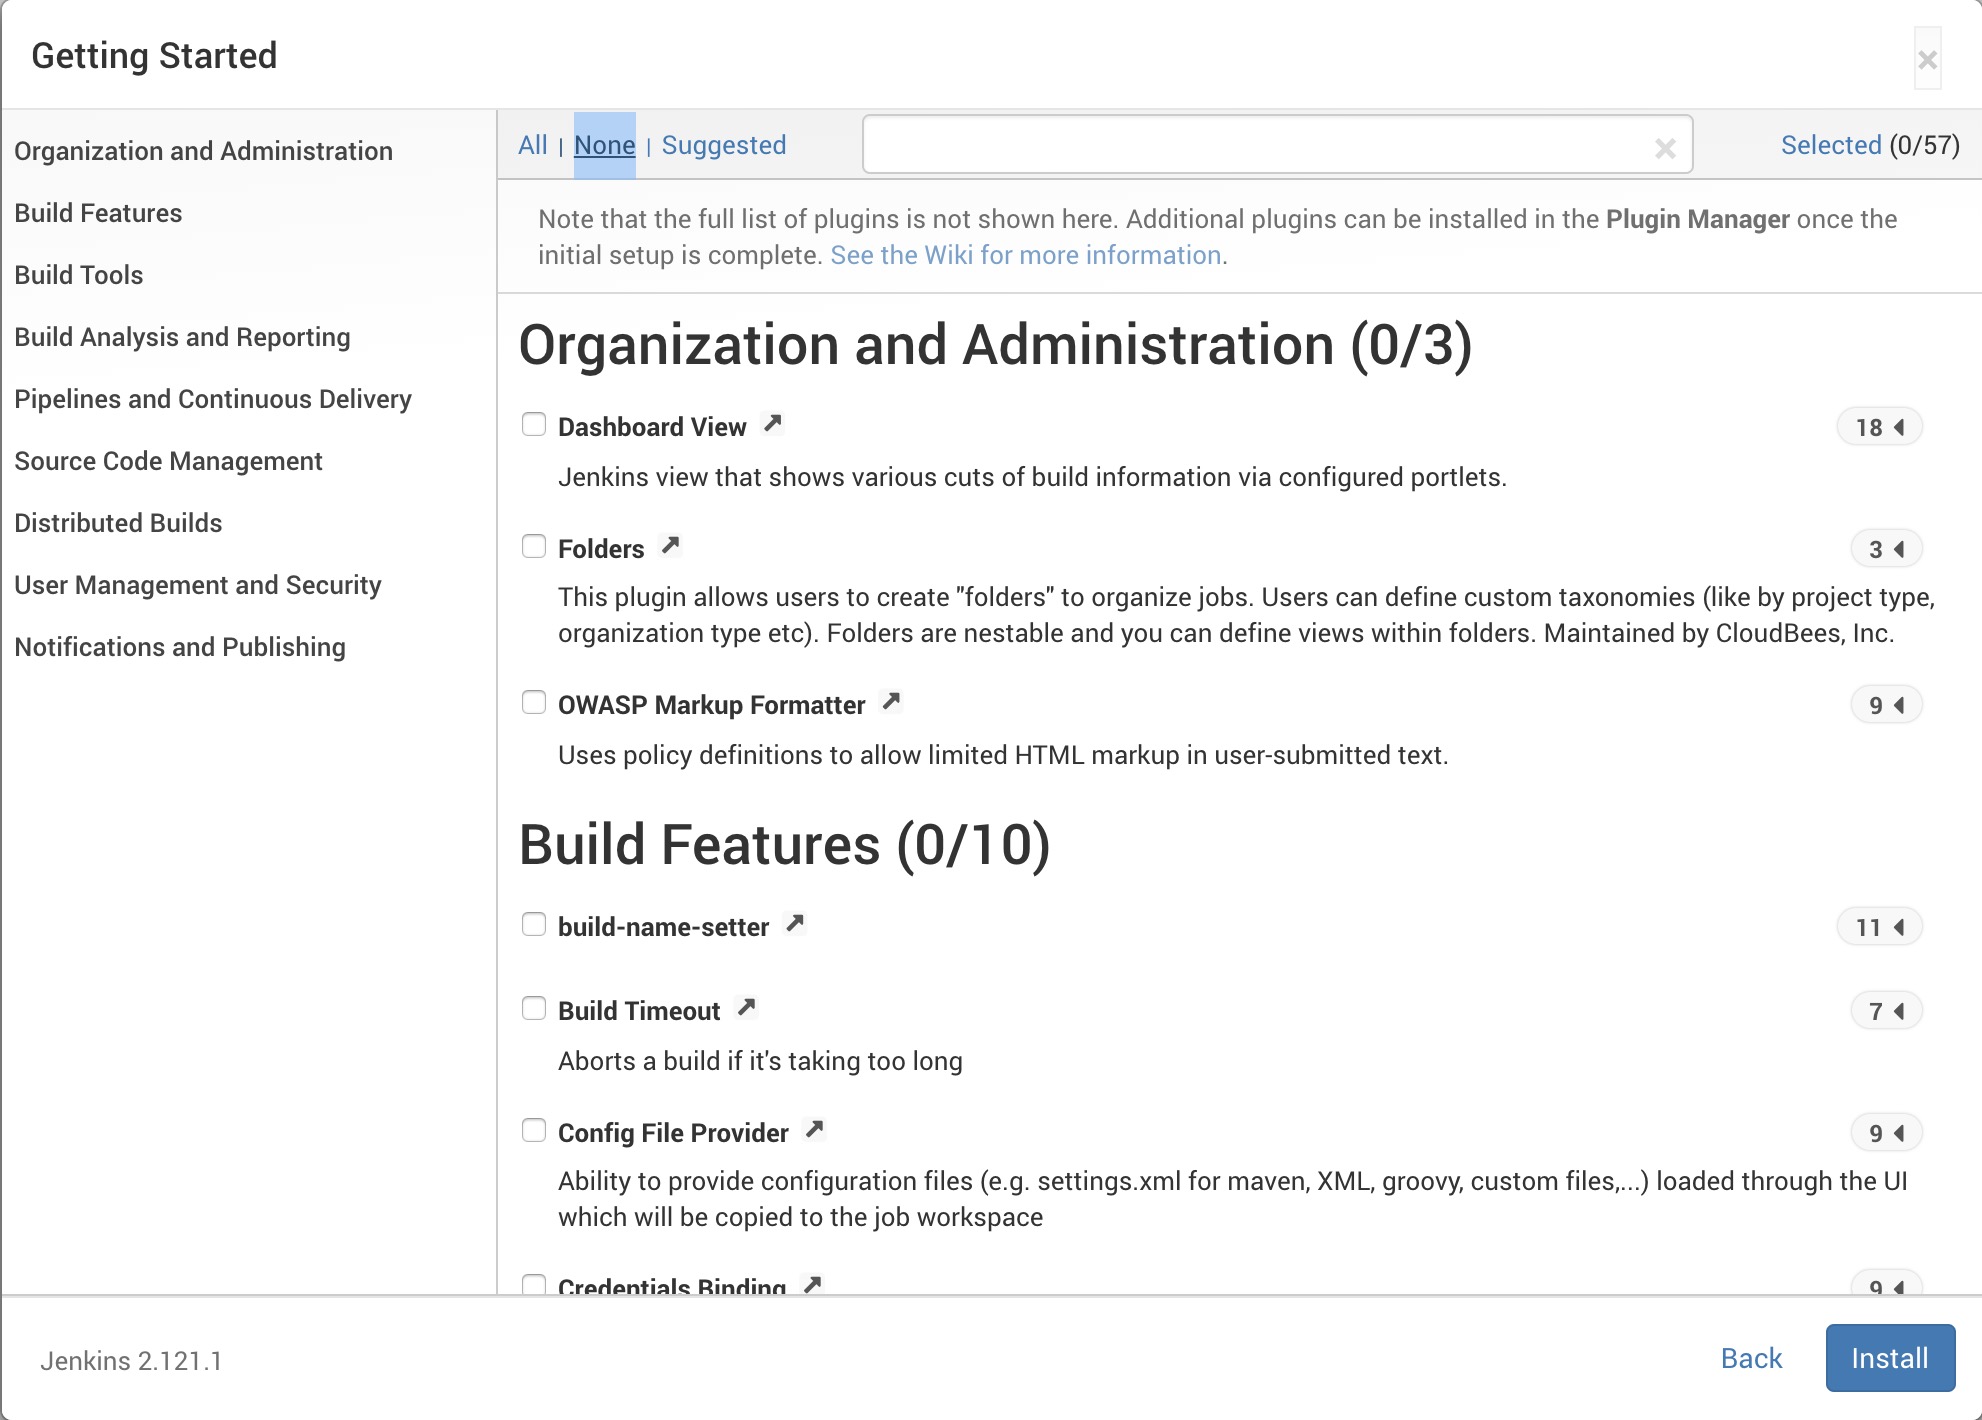 Getting Started
×
Organization and Administration
Build Features
Build Tools
Build Analysis and Reporting
Pipelines and Continuous Delivery
Source Code Management
Distributed Builds
User Management and Security
Notifications and Publishing
All | None | Suggested
×
Selected (0/57)
Note that the full list of plugins is not shown here. Additional plugins can be installed in the Plugin Manager once the
initial setup is complete. See the Wiki for more information.
Organization and Administration (0/3)
Dashboard View
18
Jenkins view that shows various cuts of build information via configured portlets.
Folders
3
This plugin allows users to create "folders" to organize jobs. Users can define custom taxonomies (like by project type,
organization type etc). Folders are nestable and you can define views within folders. Maintained by CloudBees, Inc.
OWASP Markup Formatter
9
Uses policy definitions to allow limited HTML markup in user-submitted text.
Build Features (0/10)
build-name-setter
11
Build Timeout
7
Aborts a build if it's taking too long
Config File Provider
9
Ability to provide configuration files (e.g. settings.xml for maven, XML, groovy, custom files,...) loaded through the UI
which will be copied to the job workspace
Credentials Binding
9
Jenkins 2.121.1
Back
Install